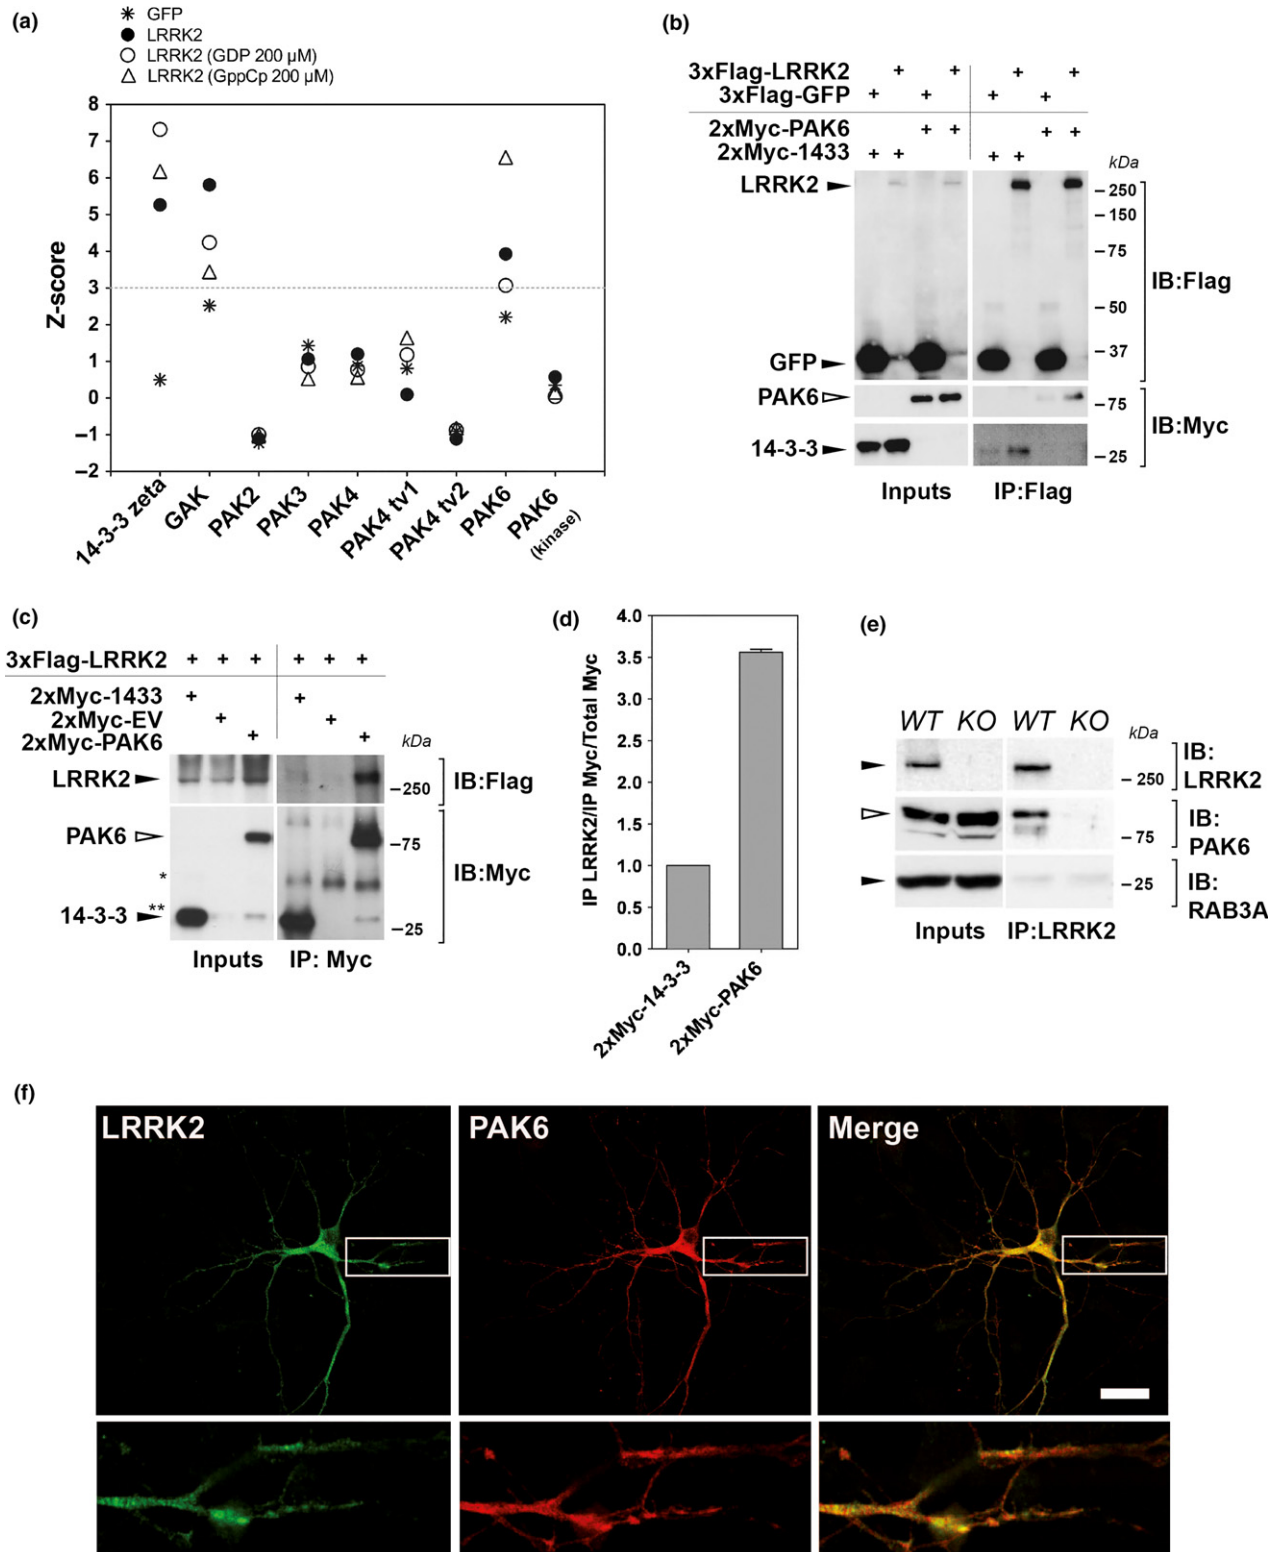 (a)
GFP
LRRK2
LRRK2 (GDP 200 µM)
LRRK2 (GppCp 200 µM)
8
7
6
5
4
3
2
1
0
−1
−2
Z-score
14-3-3 zeta
GAK
PAK2
PAK3
PAK4
PAK4 tv1
PAK4 tv2
PAK6
PAK6
(kinase)
(b)
3xFlag-LRRK2 + + + +
3xFlag-GFP + + + +
2xMyc-PAK6 + + + +
2xMyc-1433 + + + +
kDa
LRRK2
– 250
– 150
– 75
– 50
– 37
IB:Flag
GFP
PAK6
– 75
14-3-3
– 25
IB:Myc
Inputs IP:Flag
(c)
3xFlag-LRRK2 + + + + + +
2xMyc-1433 + +
2xMyc-EV + +
2xMyc-PAK6 + +
kDa
LRRK2
– 250
IB:Flag
PAK6
– 75
*
IB:Myc
14-3-3 **
– 25
Inputs IP: Myc
(d)
4.0
3.5
3.0
2.5
2.0
1.5
1.0
0.5
0.0
IP LRRK2/IP Myc/Total Myc
2xMyc-14-3-3
2xMyc-PAK6
(e)
WT KO WT KO
kDa
– 250
IB:
LRRK2
– 75
IB:
PAK6
– 25
IB:
RAB3A
Inputs IP:LRRK2
(f)
LRRK2
PAK6
Merge